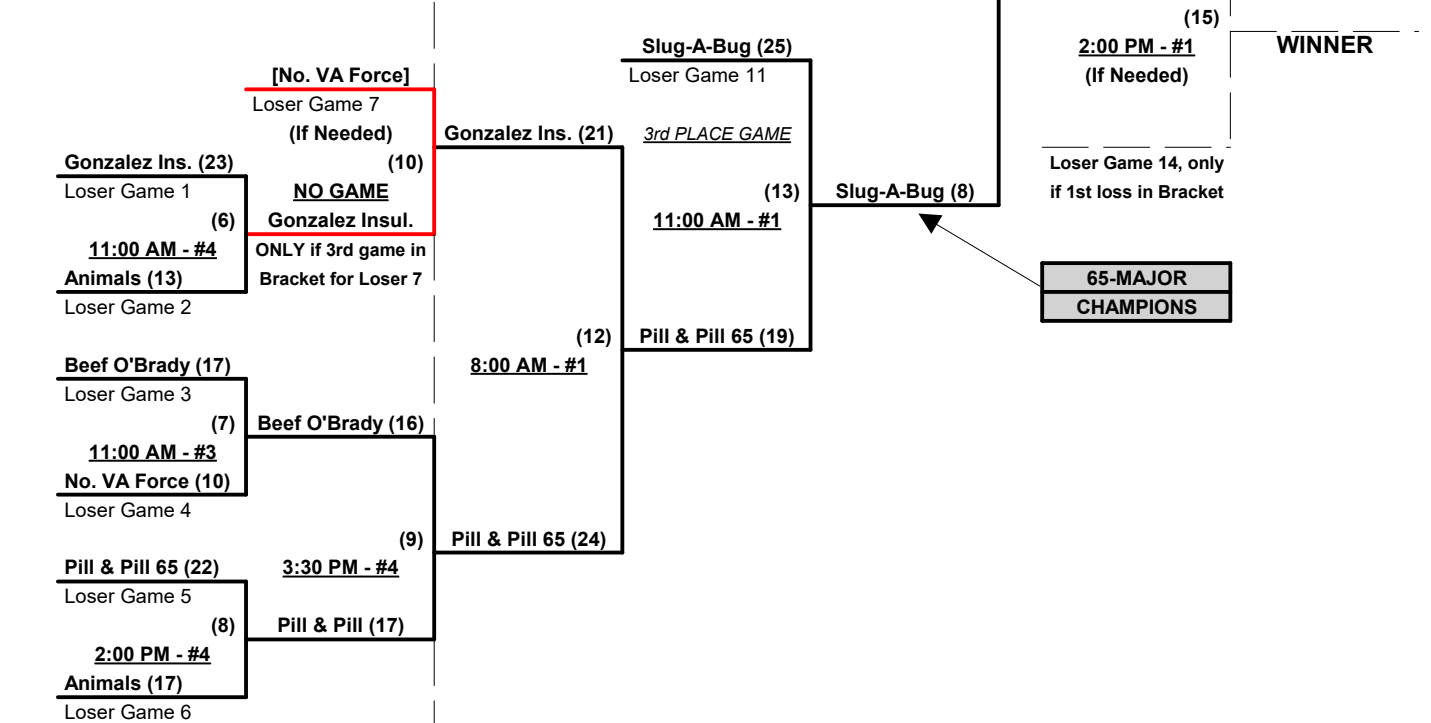 (15)
Slug-A-Bug (25)
2:00 PM - #1
WINNER
[No. VA Force]
Loser Game 11
(If Needed)
Loser Game 7
(If Needed)
Gonzalez Ins. (21)
3rd PLACE GAME
Gonzalez Ins. (23)
(10)
Loser Game 14, only
Loser Game 1
NO GAME
(13)
Slug-A-Bug (8)
if 1st loss in Bracket
(6)
Gonzalez Insul.
11:00 AM - #1
11:00 AM - #4
ONLY if 3rd game in
Animals (13)
Bracket for Loser 7
65-MAJOR
Loser Game 2
CHAMPIONS
(12)
Pill & Pill 65 (19)
Beef O'Brady (17)
8:00 AM - #1
Loser Game 3
(7)
Beef O'Brady (16)
11:00 AM - #3
No. VA Force (10)
Loser Game 4
(9)
Pill & Pill 65 (24)
Pill & Pill 65 (22)
3:30 PM - #4
Loser Game 5
(8)
Pill & Pill (17)
2:00 PM - #4
Animals (17)
Loser Game 6